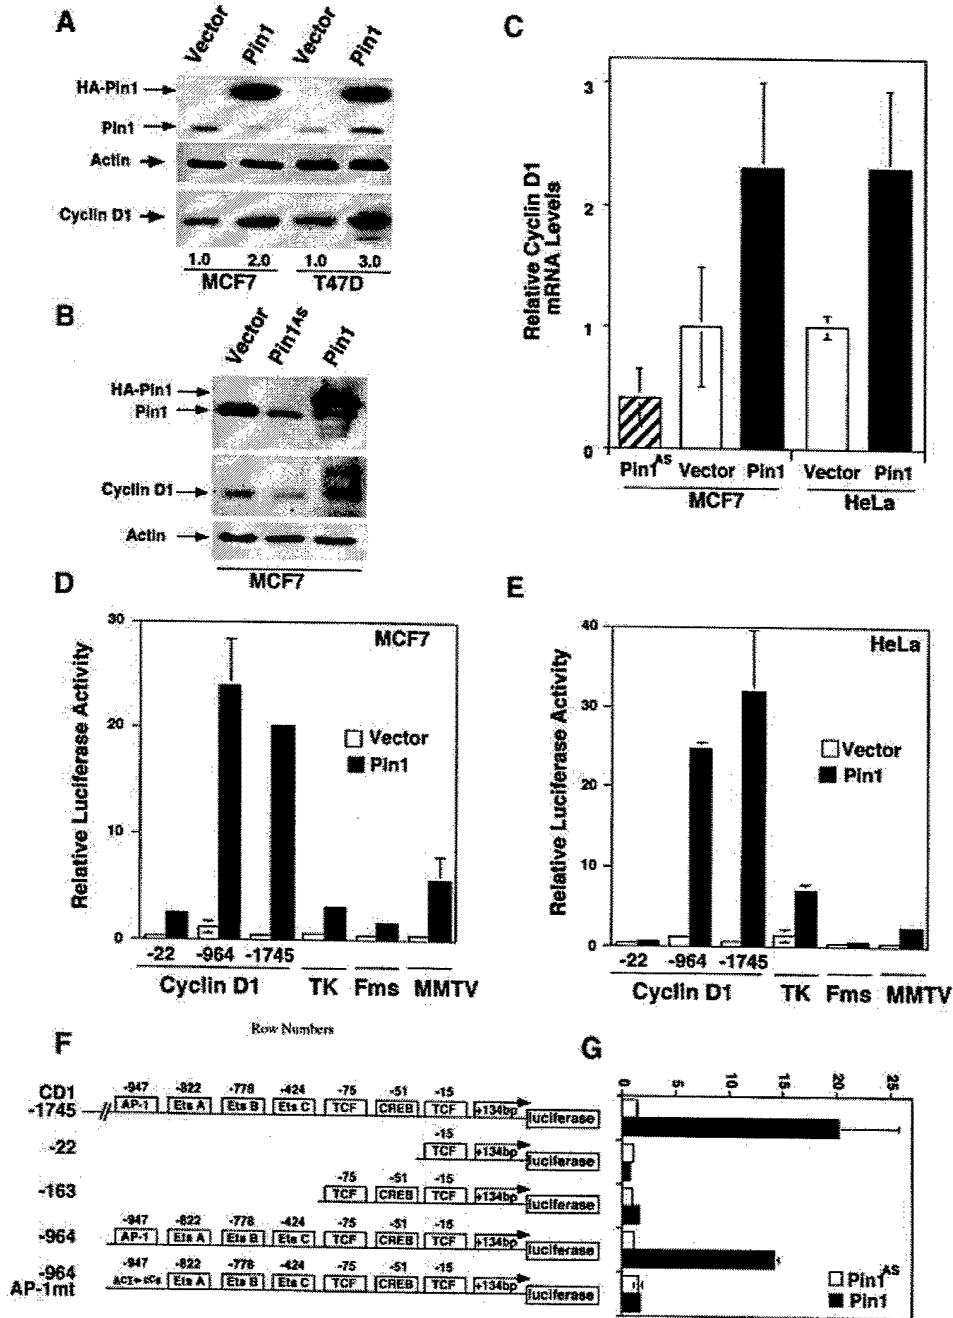 A
Vector Pin1 Vector Pin1
HA-Pin1
Pin1
Actin
Cyclin D1
1.0 2.0 1.0 3.0
MCF7 T47D
B
Vector Pin1AS Pin1
HA-Pin1
Pin1
Cyclin D1
Actin
MCF7
C
Relative Cyclin D1
mRNA Levels
3
2
1
0
Pin1AS Vector Pin1 Vector Pin1
MCF7 HeLa
D
Relative Luciferase Activity
30
20
10
0
MCF7
Vector
Pin1
-22 -964 -1745
Cyclin D1 TK Fms MMTV
E
Relative Luciferase Activity
40
30
20
10
0
HeLa
Vector
Pin1
-22 -964 -1745
Cyclin D1 TK Fms MMTV
Row Numbers
F
-947 -822 -778 -424 -75 -51 -15
CD1
-1745 AP-1 Ets A Ets B Ets C TCF CREB TCF +134bp luciferase
-15
-22 TCF +134bp luciferase
-75 -51 -15
-163 TCF CREB TCF +134bp luciferase
-947 -822 -778 -424 -75 -51 -15
-964 AP-1 Ets A Ets B Ets C TCF CREB TCF +134bp luciferase
-947 -822 -778 -424 -75 -51 -15
-964
AP-1mt Ets A Ets B Ets C TCF CREB TCF +134bp luciferase
G
0 5 10 15 20 25
Pin1AS
Pin1